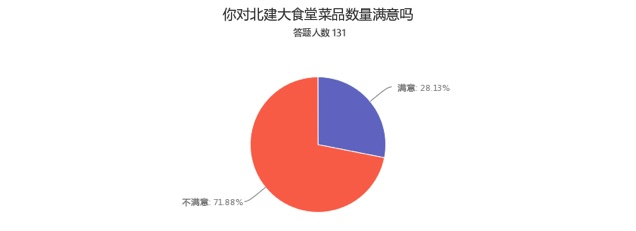 你对北建大食堂菜品数量满意吗
答题人数 131
满意: 28.13%
不满意: 71.88%